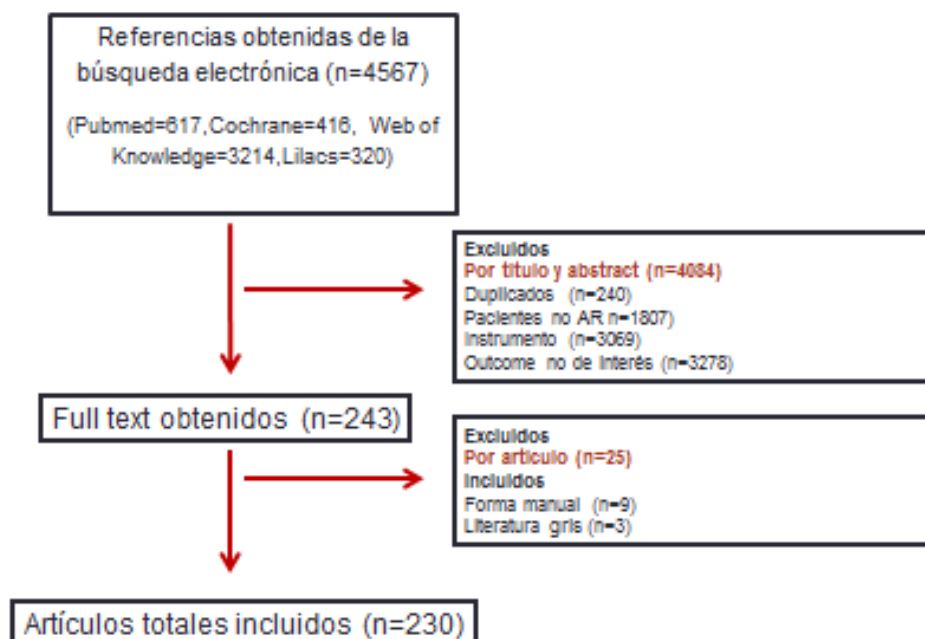 Referencias obtenidas de la
búsqueda electrónica (n=4567)
(Pubmed=617,Cochrane=416, Web of
Knowledge=3214,Lilacs=320)
Excluidos
Por título y abstract (n=4084)
Duplicados (n=240)
Pacientes no AR n=1807)
Instrumento (n=3069)
Outcome no de Interés (n=3278)
Full text obtenidos (n=243)
Excluidos
Por articulo (n=25)
Incluidos
Forma manual (n=9)
Literatura gris (n=3)
Artículos totales incluidos (n=230)